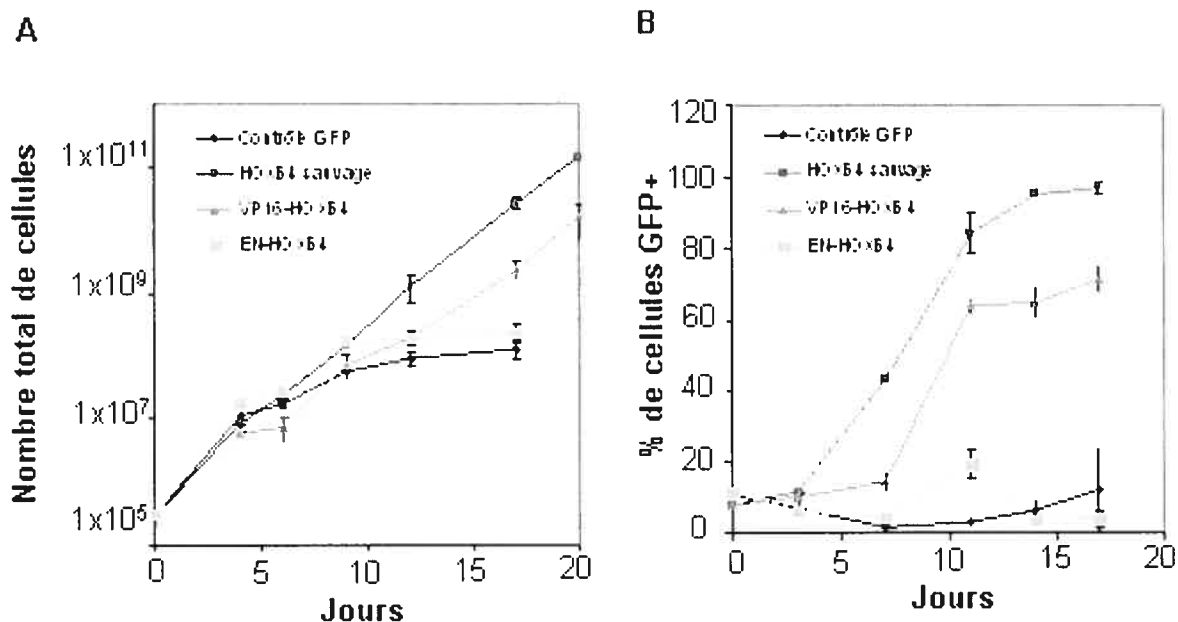 A
Nombre total de cellules
1x10¹¹
1x10⁹
1x10⁷
1x10⁵
Contrôle GFP
HOXB4 sauvage
VP16-HOXB4
EN-HOXB4
0
5
10
15
20
Jours
B
% de cellules GFP+
120
100
80
60
40
20
0
Contrôle GFP
HOXB4 sauvage
VP16-HOXB4
EN-HOXB4
0
5
10
15
20
Jours